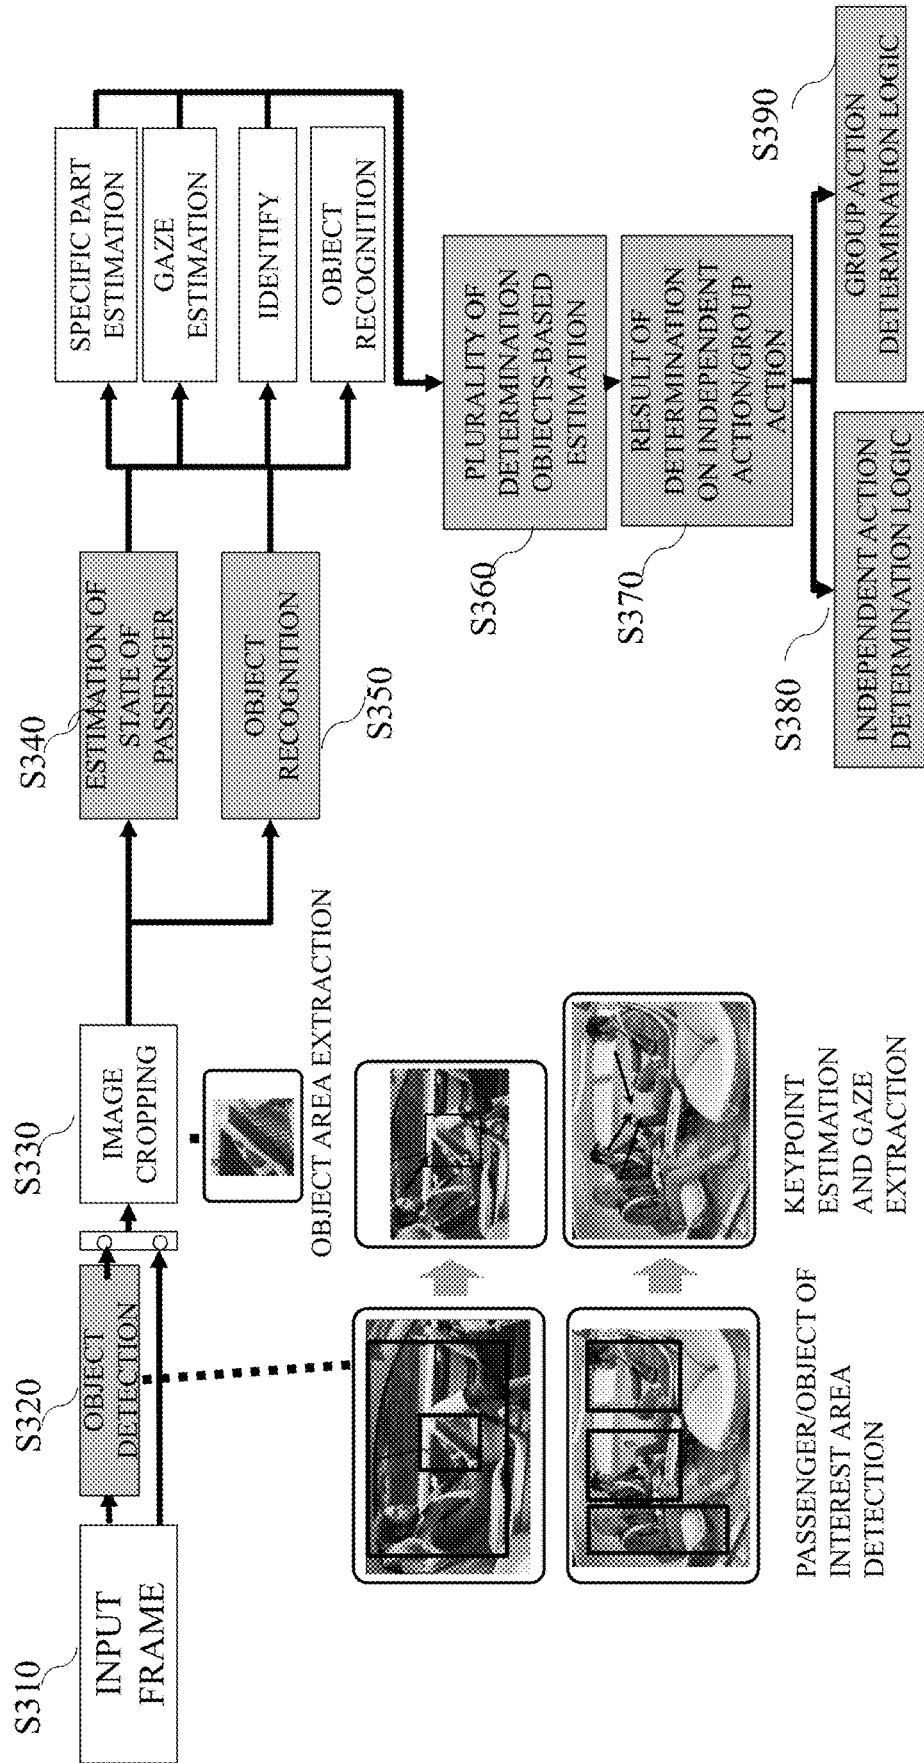 S310
INPUT
FRAME
S320
OBJECT
DETECTION
S330
IMAGE
CROPPING
OBJECT AREA EXTRACTION
PASSENGER/OBJECT OF
INTEREST AREA
DETECTION
KEYPOINT
ESTIMATION
AND GAZE
EXTRACTION
S340
ESTIMATION OF
STATE OF
PASSENGER
OBJECT
RECOGNITION
S350
SPECIFIC PART
ESTIMATION
GAZE
ESTIMATION
IDENTIFY
OBJECT
RECOGNITION
PLURALITY OF
DETERMINATION
OBJECTS-BASED
ESTIMATION
S360
RESULT OF
DETERMINATION
ON INDEPENDENT
ACTION/GROUP
ACTION
S370
S380
INDEPENDENT ACTION
DETERMINATION LOGIC
S390
GROUP ACTION
DETERMINATION LOGIC